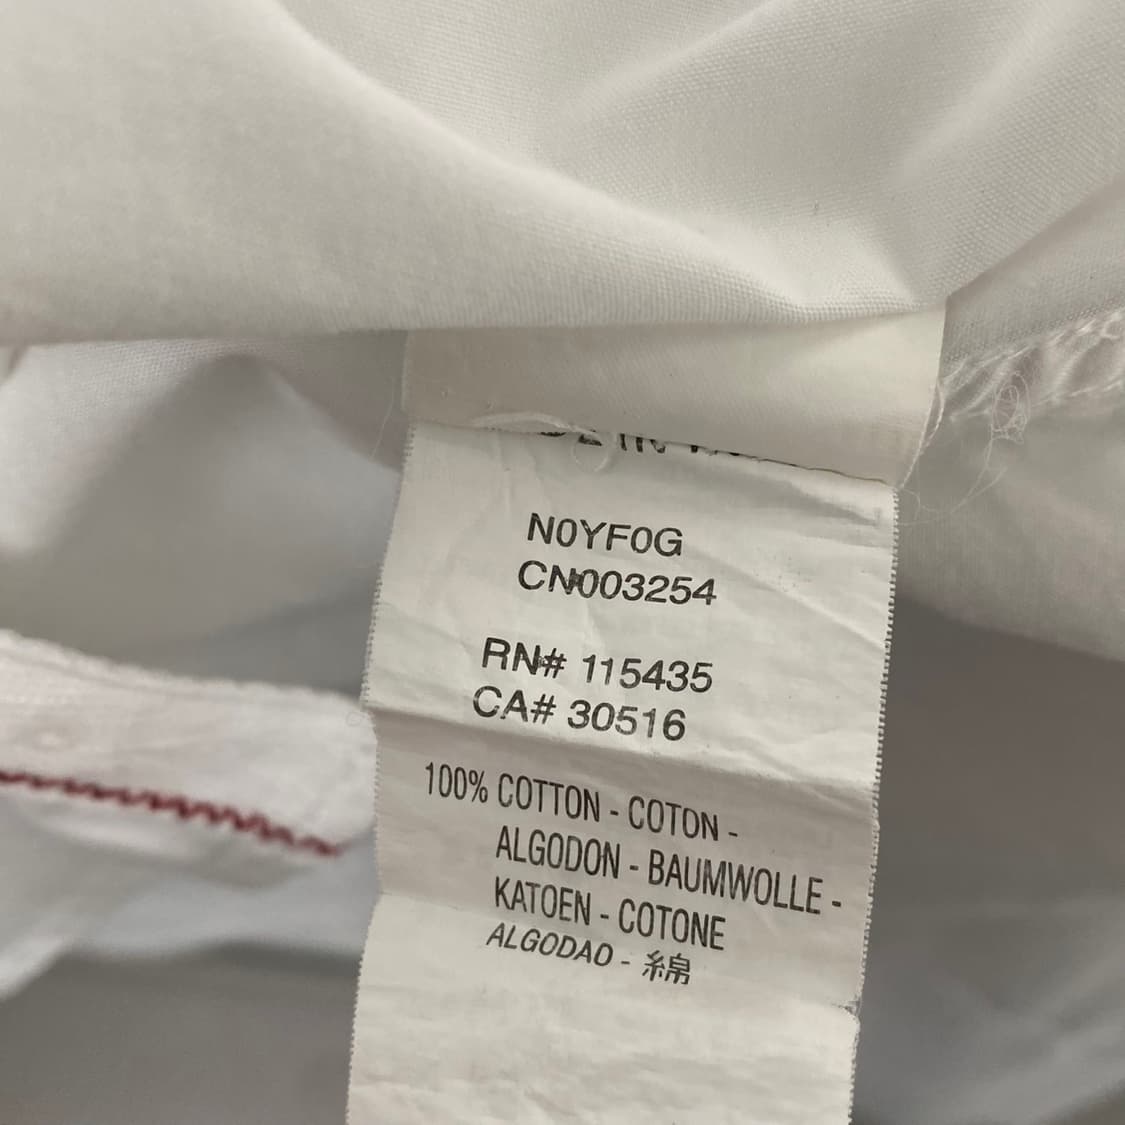 N0YF0G
CN003254
RN# 115435
CA# 30516
100% COTTON - COTON -
ALGODON - BAUMWOLLE -
KATOEN - COTONE
ALGODAO - 綿